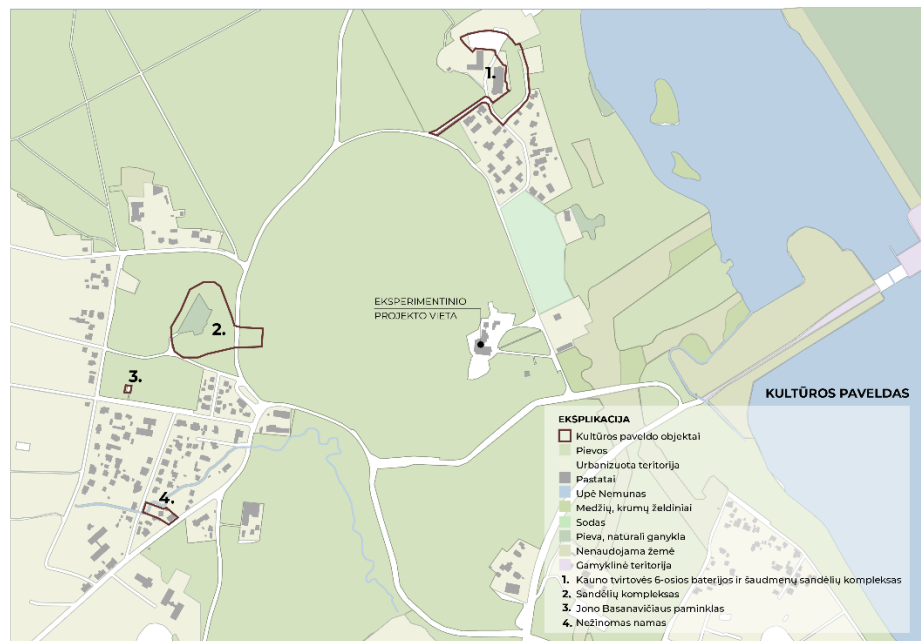 1.
EKSPERIMENTINIO
PROJEKTO VIETA
2.
3.
4.
KULTŪROS PAVELDAS
EKSPLIKACIJA
Kultūros paveldo objektai
Pievos
Urbanizuota teritorija
Pastatai
Upė Nemunas
Medžių, krumų želdiniai
Sodas
Pieva, naturali ganykla
Nenaudojama žemė
Gamyklinė teritorija
1. Kauno tvirtovės 6-osios baterijos ir šaudmenų sandėlių kompleksas
2. Sandėlių kompleksas
3. Jono Basanavičiaus paminklas
4. Nežinomas namas